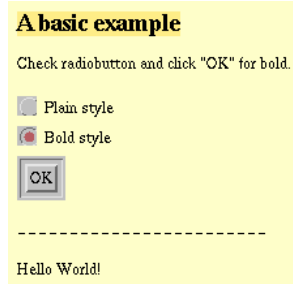 A basic example
Check radiobutton and click "OK" for bold.
Plain style
Bold style
OK
------------------------
Hello World!